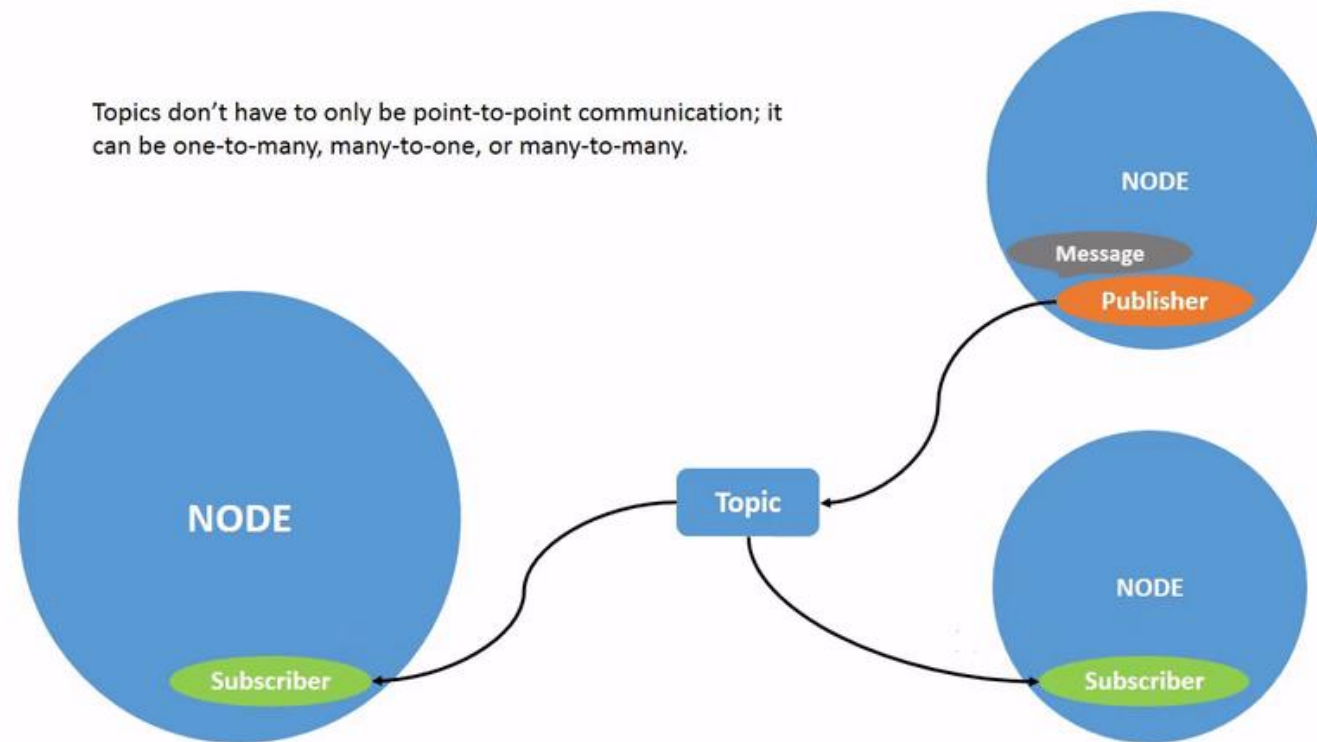 Topics don’t have to only be point-to-point communication; it
can be one-to-many, many-to-one, or many-to-many.
NODE
Message
Publisher
Topic
NODE
Subscriber
NODE
Subscriber